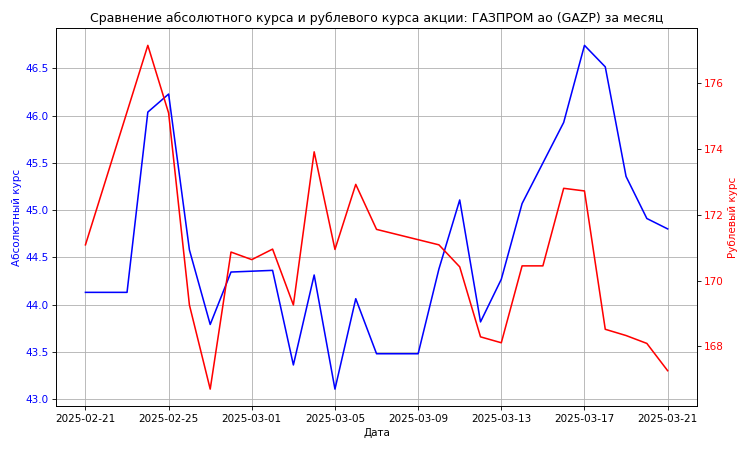 Сравнение абсолютного курса и рублевого курса акции: ГАЗПРОМ ао (GAZP) за месяц
46.5
46.0
45.5
45.0
44.5
44.0
43.5
43.0
Абсолютный курс
176
174
172
170
168
Рублевый курс
2025-02-21 2025-02-25 2025-03-01 2025-03-05 2025-03-09 2025-03-13 2025-03-17 2025-03-21
Дата